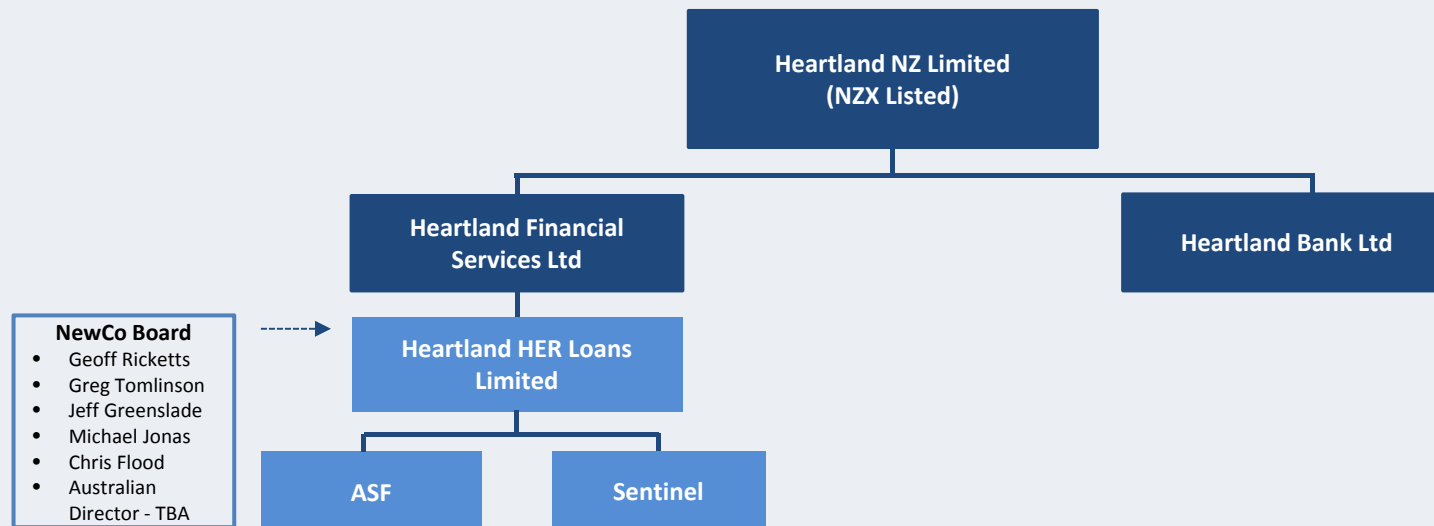 Heartland NZ Limited
(NZX Listed)
Heartland Financial
Services Ltd
Heartland Bank Ltd
NewCo Board
• Geoff Ricketts
• Greg Tomlinson
• Jeff Greenslade
• Michael Jonas
• Chris Flood
• Australian
Director - TBA
Heartland HER Loans
Limited
ASF
Sentinel